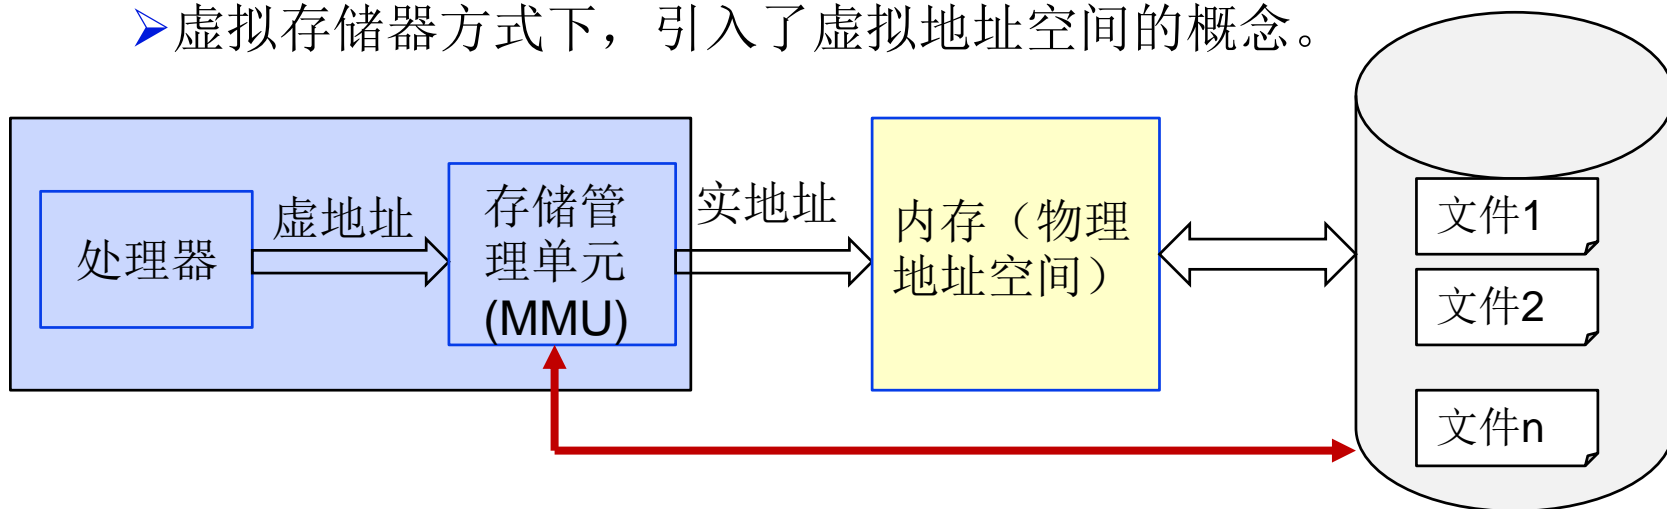 ➢虚拟存储器方式下，引入了虚拟地址空间的概念。
处理器
虚地址
存储管
理单元
(MMU)
实地址
内存（物理
地址空间）
文件1
文件2
文件n